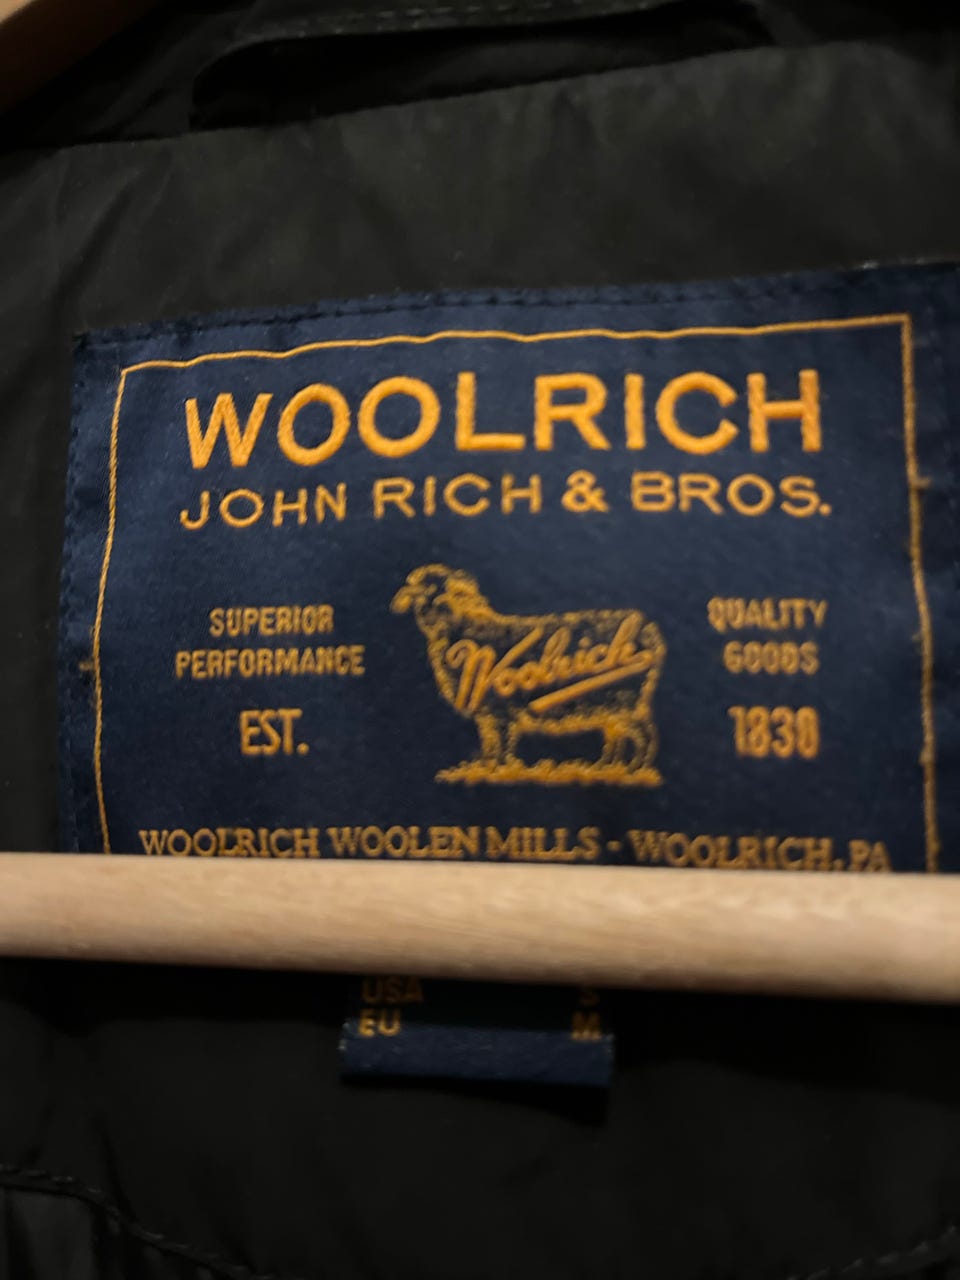 WOOLRICH
JOHN RICH & BROS.
SUPERIOR
PERFORMANCE
EST.
Woolrich
QUALITY
GOODS
1830
WOOLRICH WOOLEN MILLS - WOOLRICH, PA
USA S
EU M